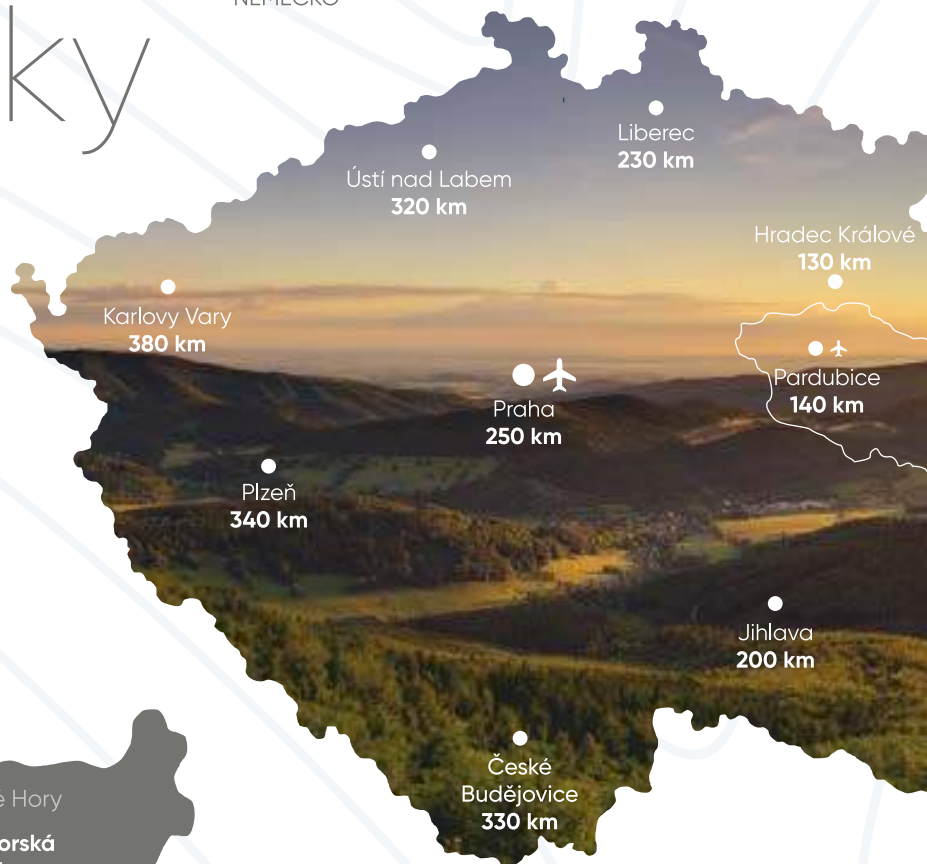 NĚMECKO
ky
Liberec
230 km
Ústí nad Labem
320 km
Hradec Králové
130 km
Karlovy Vary
380 km
Pardubice
140 km
Praha
250 km
Plzeň
340 km
Jihlava
200 km
České
Budějovice
330 km
é Hory
orská